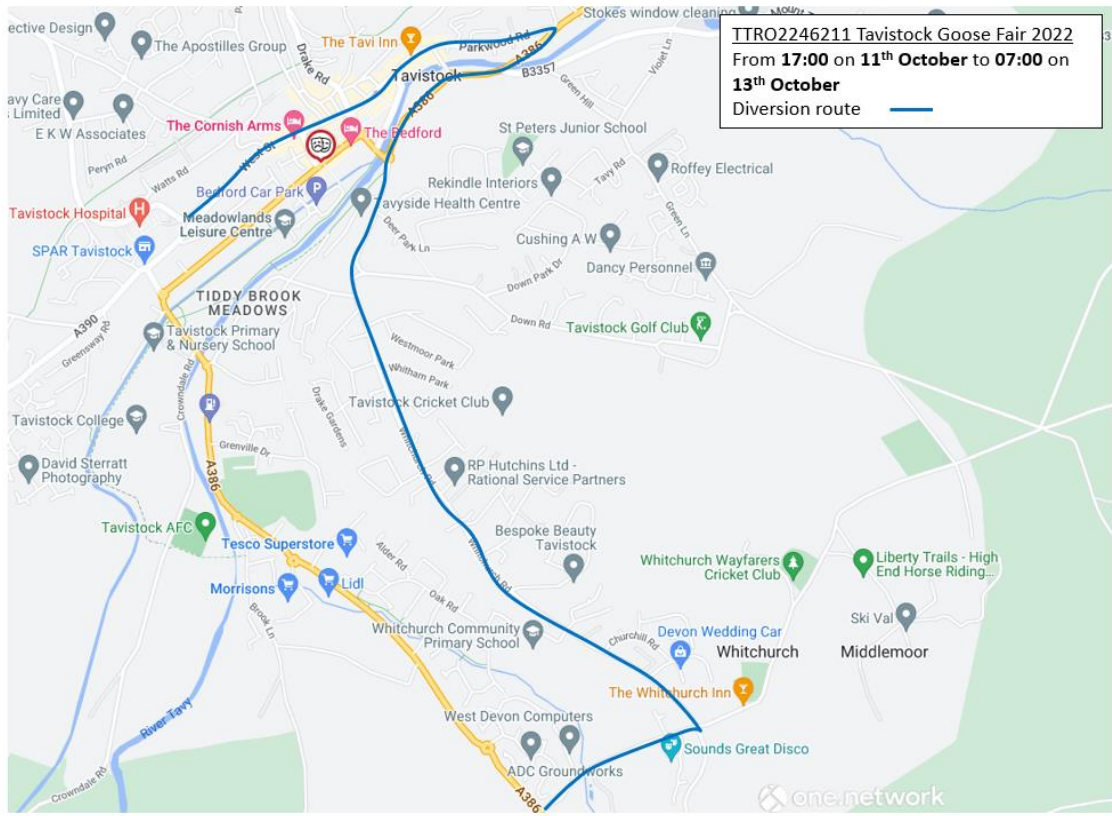 TTRO2246211 Tavistock Goose Fair 2022
From 17:00 on 11th October to 07:00 on
13th October
Diversion route
Stokes window cleaning
ective Design
The Apostilles Group
The Tavi Inn
Parkwood Rd
A386
B3357
Violet Ln
Drake Rd
Tavistock
Green Hill
avy Care
Limited
A386
The Cornish Arms
The Bedford
St Peters Junior School
E K W Associates
West St
Peryn Rd
Watts Rd
Roffey Electrical
Tavy Rd
Rekindle Interiors
Bedford Car Park
P
Tavyside Health Centre
Tavistock Hospital
H
Meadowlands
Leisure Centre
Deer Park Ln
Green Ln
Cushing A W
SPAR Tavistock
Down Park Dr
Dancy Personnel
TIDDY BROOK
MEADOWS
A390
Greensway Rd
Tavistock Primary
& Nursery School
Down Rd
Tavistock Golf Club
Westmoor Park
Whitham Park
Crowndale Rd
Drake Gardens
Tavistock Cricket Club
Tavistock College
Whitchurch Rd
Grenville Dr
David Sterratt
Photography
A386
RP Hutchins Ltd -
Rational Service Partners
Tavistock AFC
Tesco Superstore
Bespoke Beauty
Tavistock
Alder Rd
Whitchurch Rd
Whitchurch Wayfarers
Cricket Club
Liberty Trails - High
End Horse Riding...
Morrisons
Lidl
Oak Rd
Brook Ln
Ski Val
Whitchurch Community
Primary School
Churchill Rd
Devon Wedding Car
Whitchurch
Middlemoor
The Whitchurch Inn
River Tavy
West Devon Computers
Sounds Great Disco
ADC Groundworks
Crowndale Rd
A386
one.network